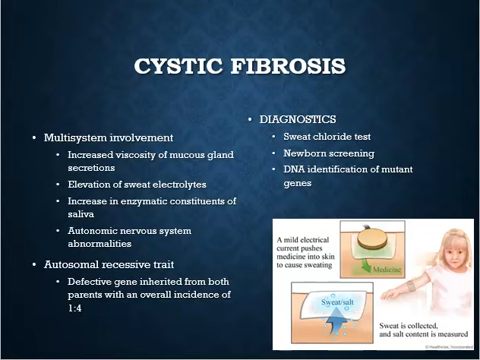 CYSTIC FIBROSIS
• Multisystem involvement
• Increased viscosity of mucous gland
secretions
• Elevation of sweat electrolytes
• Increase in enzymatic constituents of
saliva
• Autonomic nervous system
abnormalities
• Autosomal recessive trait
• Defective gene inherited from both
parents with an overall incidence of
1:4
• DIAGNOSTICS
• Sweat chloride test
• Newborn screening
• DNA identification of mutant
genes
A mild electrical
current pushes
medicine into skin
to cause sweating
Medicine
Sweat/salt
Sweat is collected,
and salt content is measured
© Healthwise, Incorporated